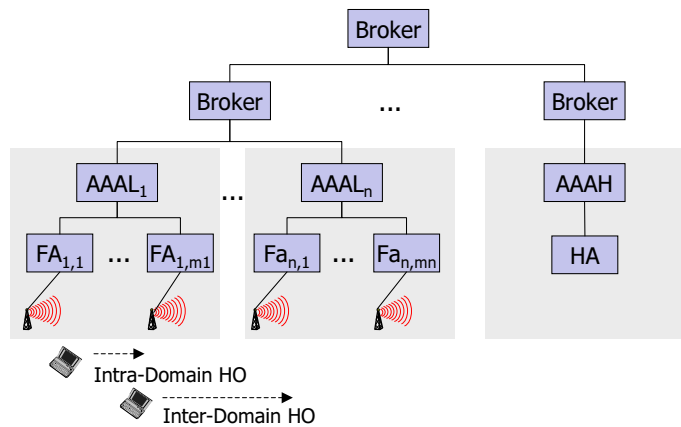 Broker
Broker ... Broker
AAAL1 ... AAALn AAAH
FA1,1 ... FA1,m1 Fan,1 ... Fan,mn HA
Intra-Domain HO
Inter-Domain HO